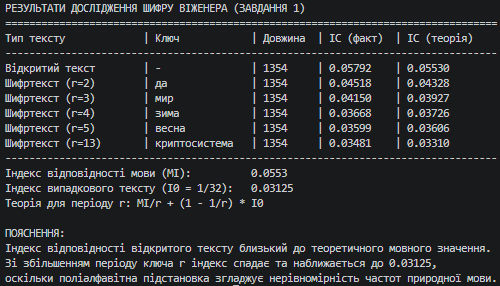 РЕЗУЛЬТАТИ ДОСЛІДЖЕННЯ ШИФРУ ВІЖЕНЕРА (ЗАВДАННЯ 1)
================================================================================
Тип тексту | Ключ | Довжина | IC (факт) | IC (теорія)
--------------------------------------------------------------------------------
Відкритий текст | - | 1354 | 0.05792 | 0.05530
Шифртекст (r=2) | да | 1354 | 0.04518 | 0.04328
Шифртекст (r=3) | мир | 1354 | 0.04150 | 0.03927
Шифртекст (r=4) | зима | 1354 | 0.03668 | 0.03726
Шифртекст (r=5) | весна | 1354 | 0.03599 | 0.03606
Шифртекст (r=13) | криптосистема | 1354 | 0.03481 | 0.03310
--------------------------------------------------------------------------------
Індекс відповідності мови (MI): 0.0553
Індекс випадкового тексту (I0 = 1/32): 0.03125
Теорія для періоду r: MI/r + (1 - 1/r) * I0
ПОЯСНЕННЯ:
Індекс відповідності відкритого тексту близький до теоретичного мовного значення.
Зі збільшенням періоду ключа r індекс спадає та наближається до 0.03125,
оскільки поліалфавітна підстановка згладжує нерівномірність частот природної мови.